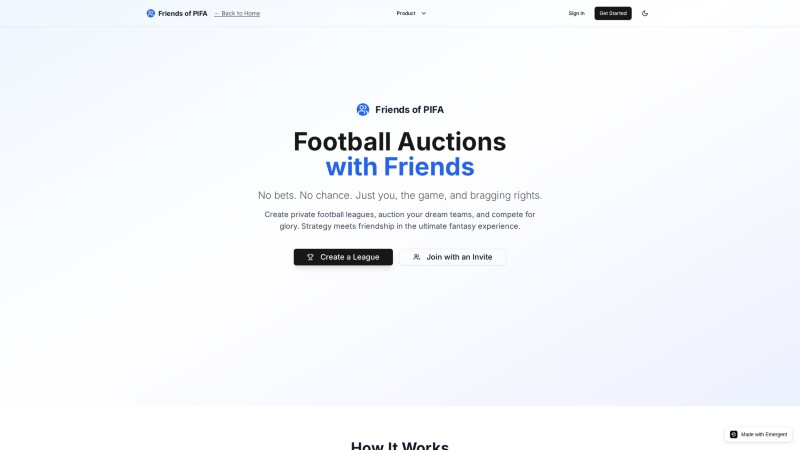 Friends of PIFA
← Back to Home
Product
Sign In
Get Started
Friends of PIFA
Football Auctions
with Friends
No bets. No chance. Just you, the game, and bragging rights.
Create private football leagues, auction your dream teams, and compete for
glory. Strategy meets friendship in the ultimate fantasy experience.
Create a League
Join with an Invite
How It Works
Made with Emergent